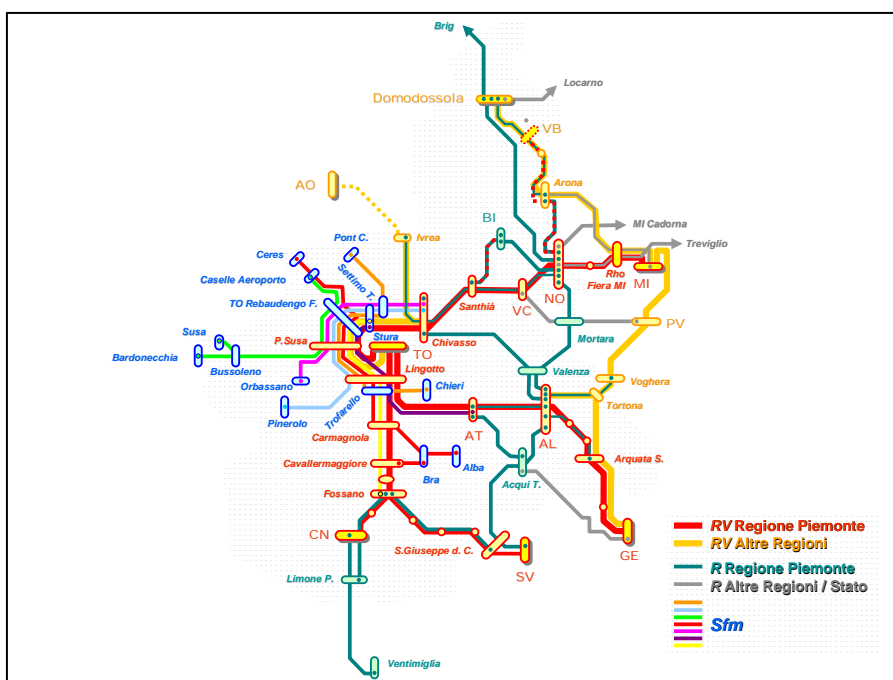 Brig
Locarno
Domodossola
VB
AO
Arona
BI
MI Cadorna
Pont C.
Ivrea
Ceres
Settimo T.
Treviglio
Caselle Aeroporto
Rho
Fiera MI
MI
TO Rebaudengo F.
Santhià
VC
NO
PV
Susa
P.Susa
Stura
TO
Chivasso
Mortara
Bardonecchia
Bussoleno
Lingotto
Valenza
Orbassano
Chieri
Voghera
Pinerolo
Trofarello
Tortona
Carmagnola
AT
AL
Cavallermaggiore
Bra
Alba
Arquata S.
Acqui T.
Fossano
CN
S.Giuseppe d. C.
SV
GE
Limone P.
Ventimiglia
RV Regione Piemonte
RV Altre Regioni
R Regione Piemonte
R Altre Regioni / Stato
Sfm